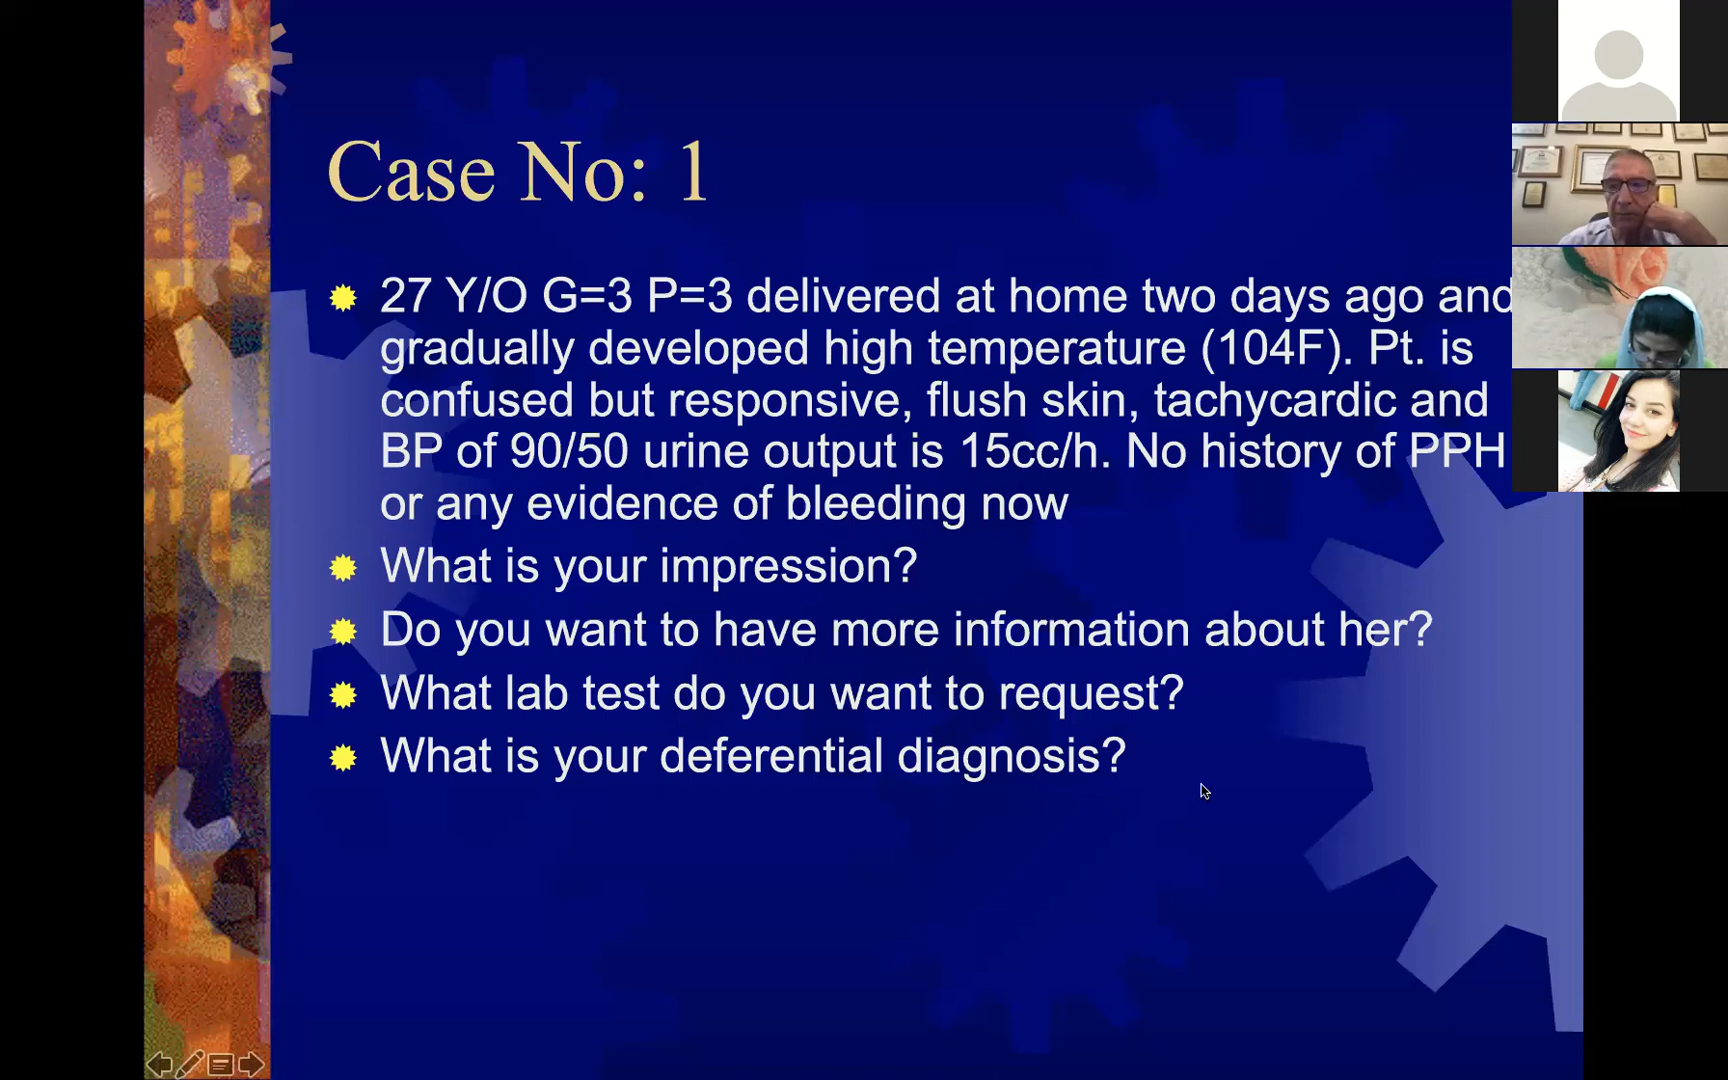 Case No: 1
27 Y/O G=3 P=3 delivered at home two days ago and
gradually developed high temperature (104F). Pt. is
confused but responsive, flush skin, tachycardic and
BP of 90/50 urine output is 15cc/h. No history of PPH
or any evidence of bleeding now
What is your impression?
Do you want to have more information about her?
What lab test do you want to request?
What is your deferential diagnosis?